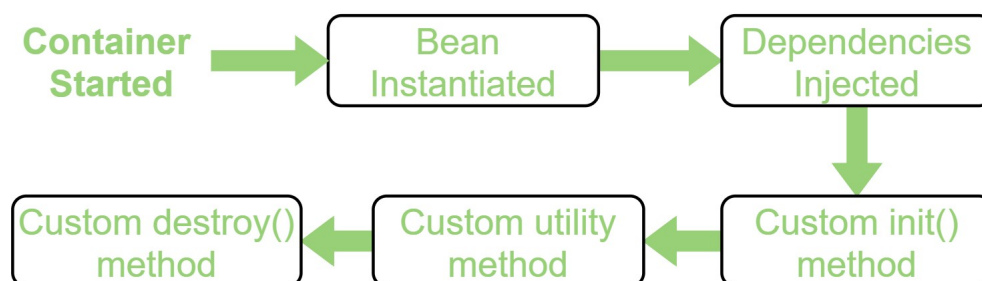 Container
Started
Bean
Instantiated
Dependencies
Injected
Custom init()
method
Custom utility
method
Custom destroy()
method